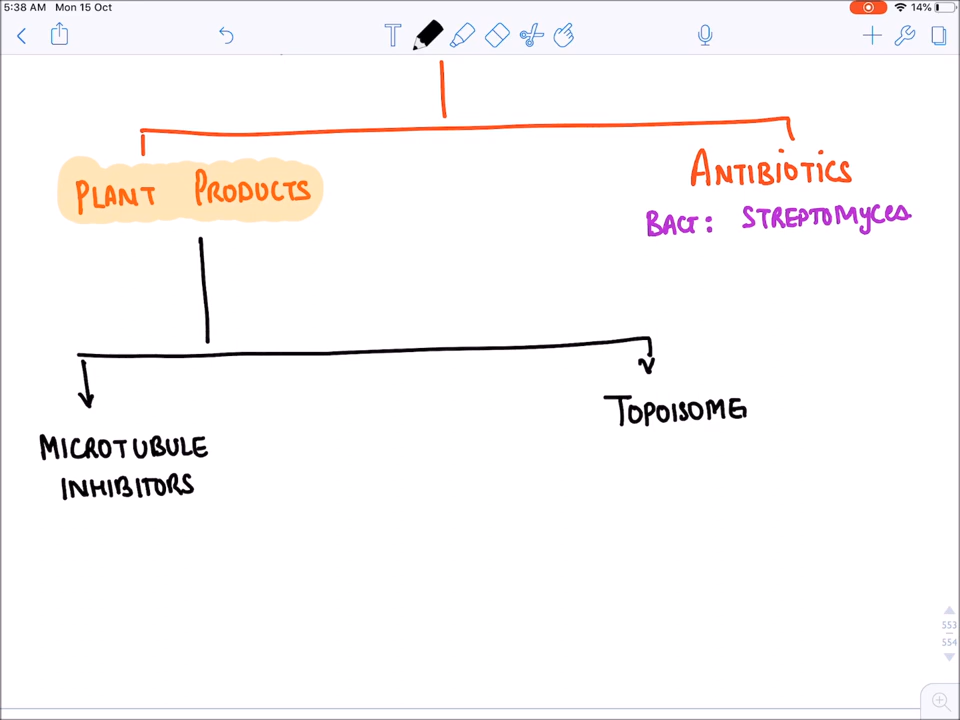 5:38 AM Mon 15 Oct 14%
T
PLANT PRODUCTS
ANTIBIOTICS
BACT: STREPTOMYCES
MICROTUBULE
INHIBITORS
TOPOISOME
553
554